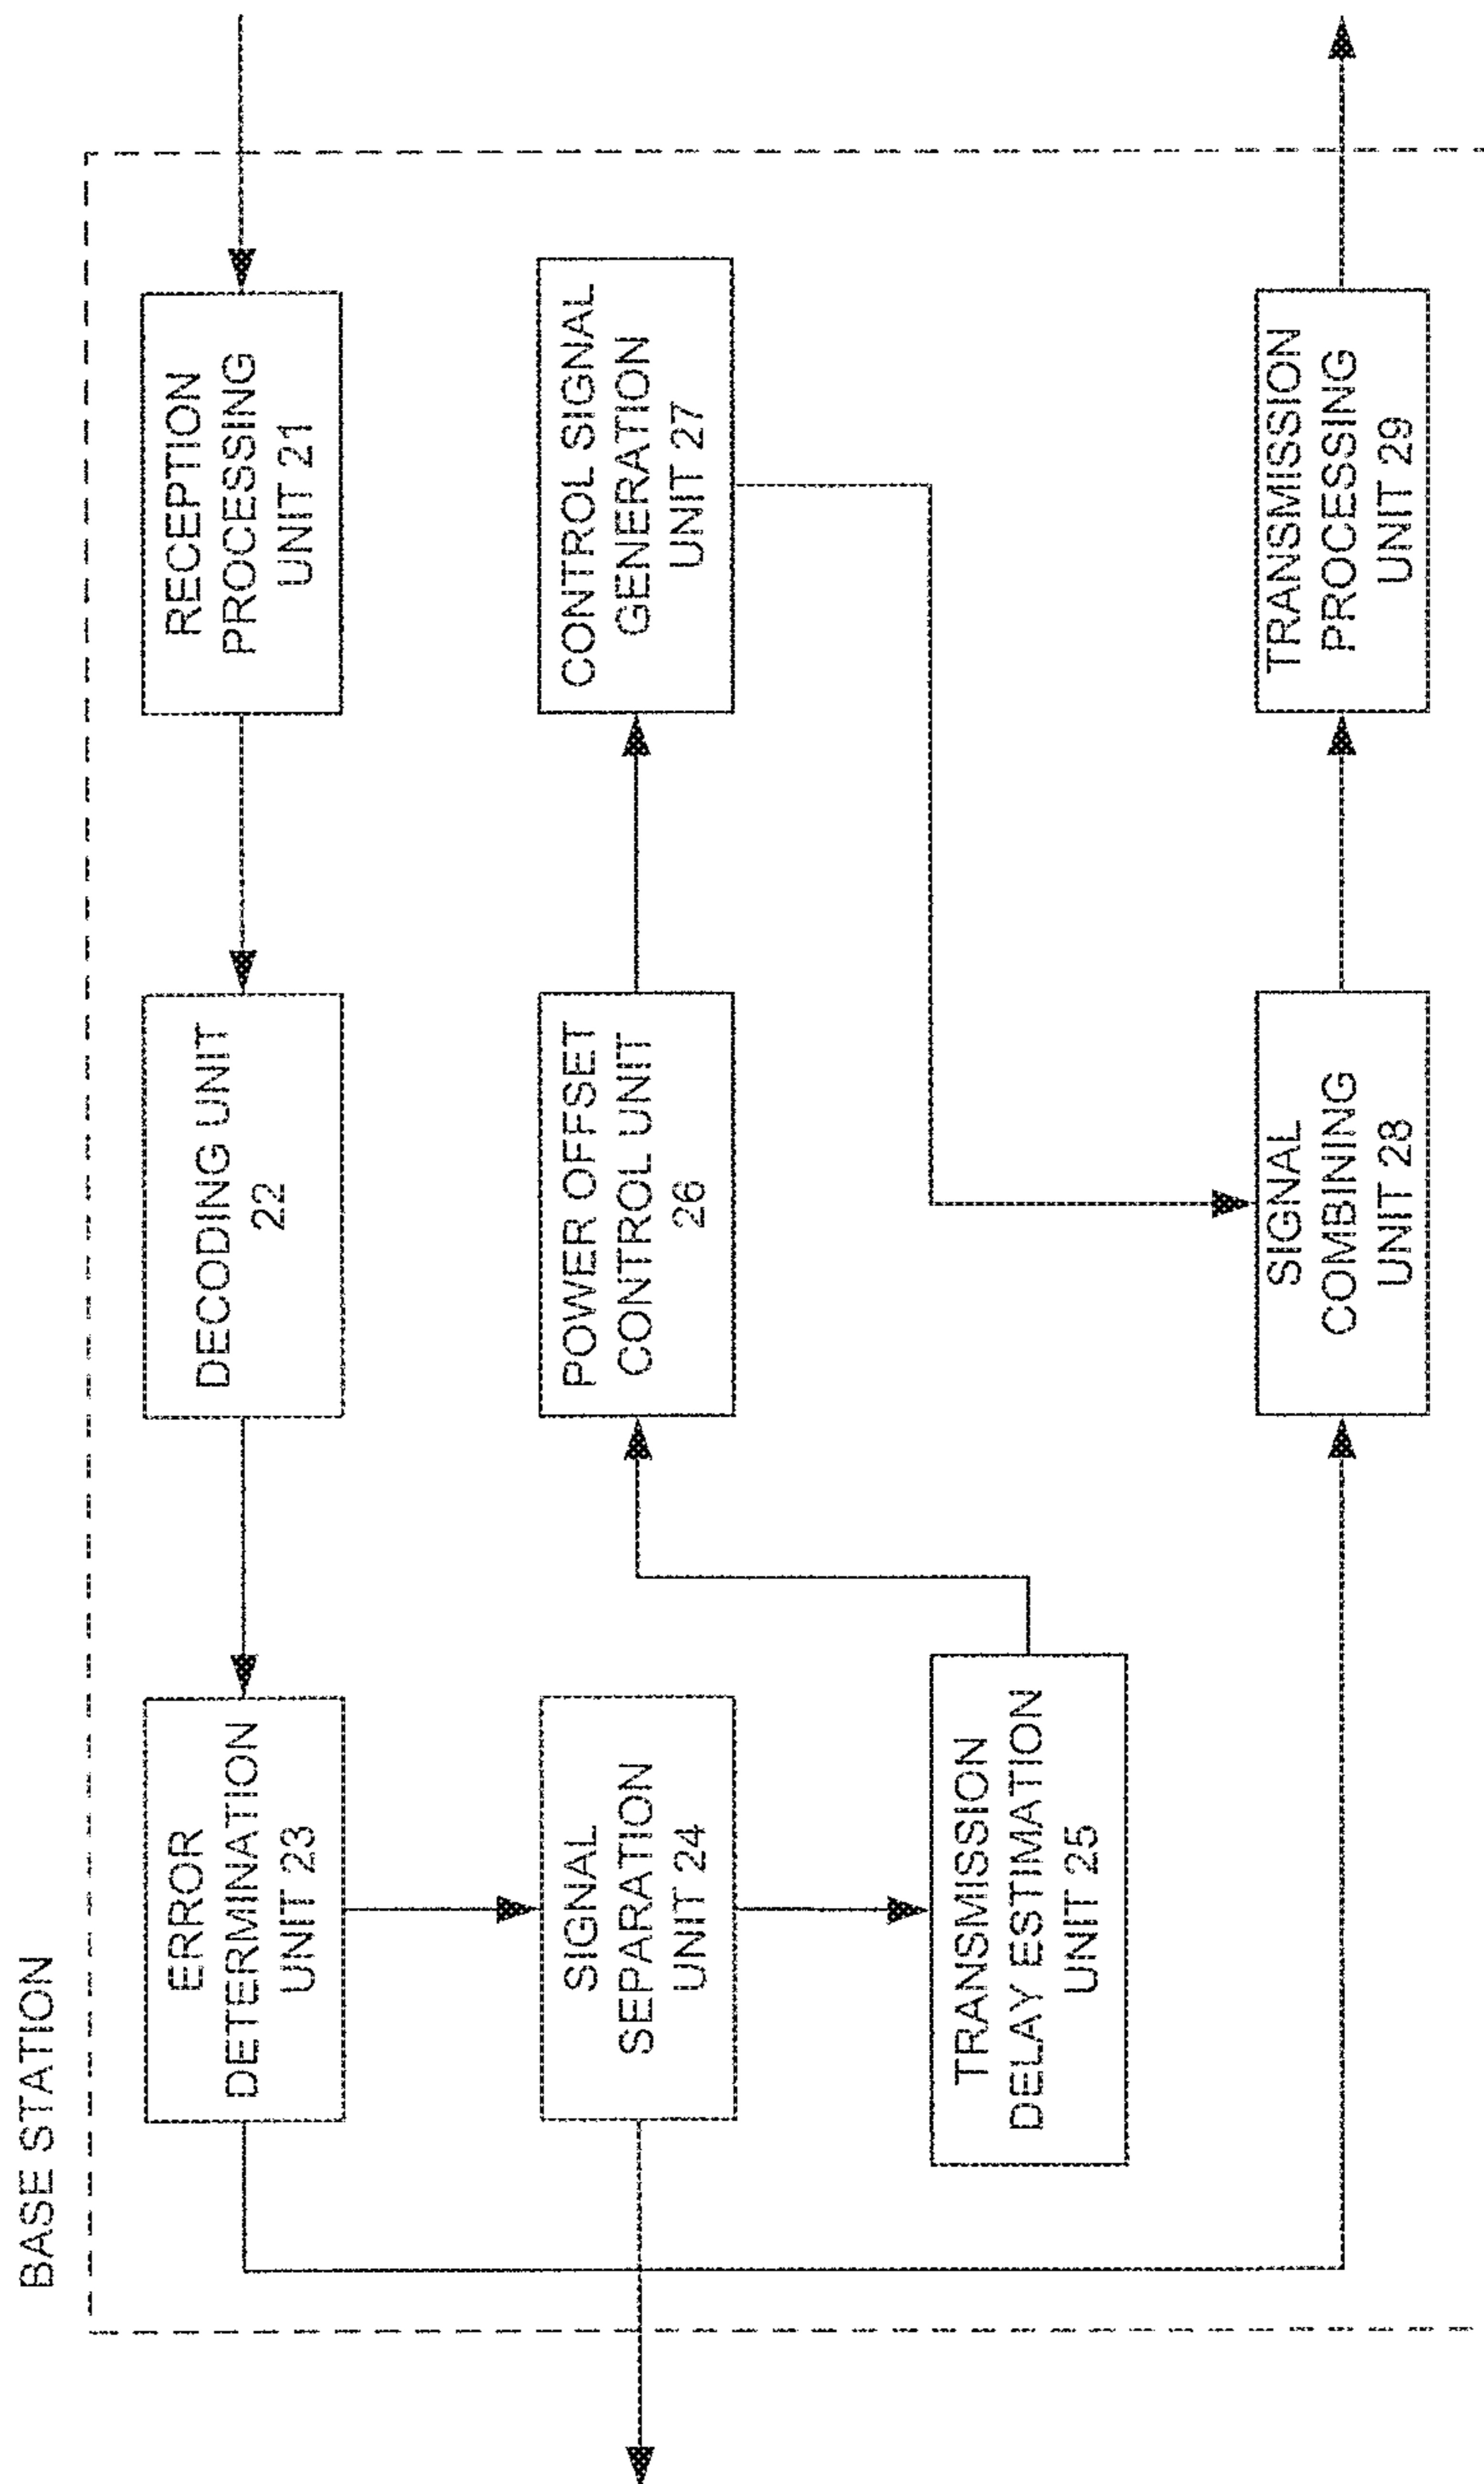 BASE STATION
ERROR
DETERMINATION
UNIT 23
DECODING UNIT
22
RECEPTION
PROCESSING
UNIT 21
SIGNAL
SEPARATION
UNIT 24
POWER OFFSET
CONTROL UNIT
26
CONTROL SIGNAL
GENERATION
UNIT 27
TRANSMISSION
DELAY ESTIMATION
UNIT 25
SIGNAL
COMBINING
UNIT 28
TRANSMISSION
PROCESSING
UNIT 29